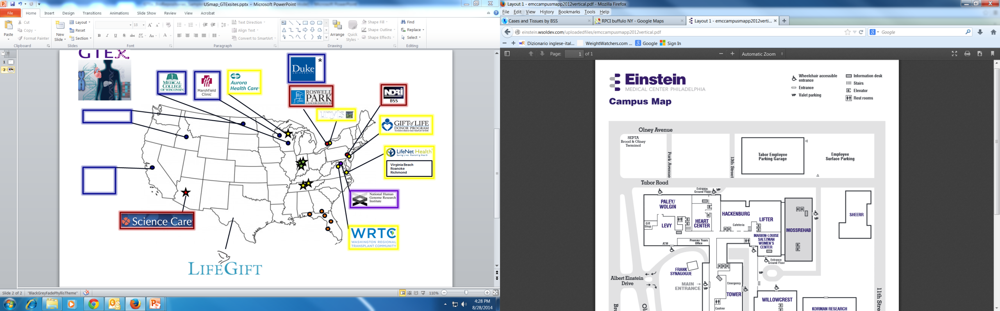 USmap_GTExsites.pptx - Microsoft PowerPoint
File Home Insert Design Transitions Animations Slide Show Review View Acrobat
Paste
Cut
Copy
Format Painter
Clipboard
New
Slide
Layout
Reset
Section
Slides
18
Font
Paragraph
Text Direction
Align Text
Convert to SmartArt
Drawing
Arrange
Quick
Styles
Shape Fill
Shape Outline
Shape Effects
Find
Replace
Select
Editing
1
2
GTEx
MEDICAL
COLLEGE
OF WISCONSIN
Marshfield
Clinic
Aurora
Health Care
Duke
UNIVERSITY
*
ROSWELL
PARK
CANCER INSTITUTE
unyts
DONATE
LIFE
NDRI
BSS
GIFT of LIFE
DONOR PROGRAM
LifeNet Health
Saving Lives. Restoring Health
Virginia Beach
Roanoke
Richmond
National Human
Genome Research
Institute
Science Care
WRTC
WASHINGTON REGIONAL
TRANSPLANT COMMUNITY
LIFEGIFT
Slide 2 of 2 "BlackGreyFadePhyllisTheme" 110%
4:28 PM
8/28/2014
Layout 1 - emccampusmapp2012vertical.pdf - Mozilla Firefox
File Edit View History Bookmarks Tools Help
Cases and Tissues by BSS
RPCI buffulo NY - Google Maps
Layout 1 - emccampusmapp2012verti...
einstein.wsoldev.com/uploadedfiles/emccampusmapp2012vertical.pdf
Google
Dizionario inglese-ital... WeightWatchers.com ... Google Sign In
Page: 1 of 1
Automatic Zoom
Einstein
MEDICAL CENTER PHILADELPHIA
Campus Map
Wheelchair accessible
entrance
Entrance
VP Valet parking
Information desk
Stairs
E Elevator
Rest rooms
Olney Avenue
SEPTA
Broad & Olney
Terminal
Park Avenue
13th Street
Tabor Employee
Parking Garage
Employee
Surface Parking
Tabor Road
Entrance
Ground Floor
VP
PALEY/
WOLGIN
HACKENBURG
LIFTER
SHEERR
Gift
Shop
LEVY
HEART
CENTER
Cafeteria
MOSSREHAB
VP
MARION-LOUISE
SALTZMAN
WOMEN'S
CENTER
ATM
Premier Years
Office
Entrance
Ground Floor
FRANK
SYNAGOGUE
VP
Albert Einstein
Drive
MAIN
ENTRANCE
VP
Emergency
TOWER
Cashier
WILLOWCREST
KORMAN RESEARCH
11th Stre
Bro
Ol